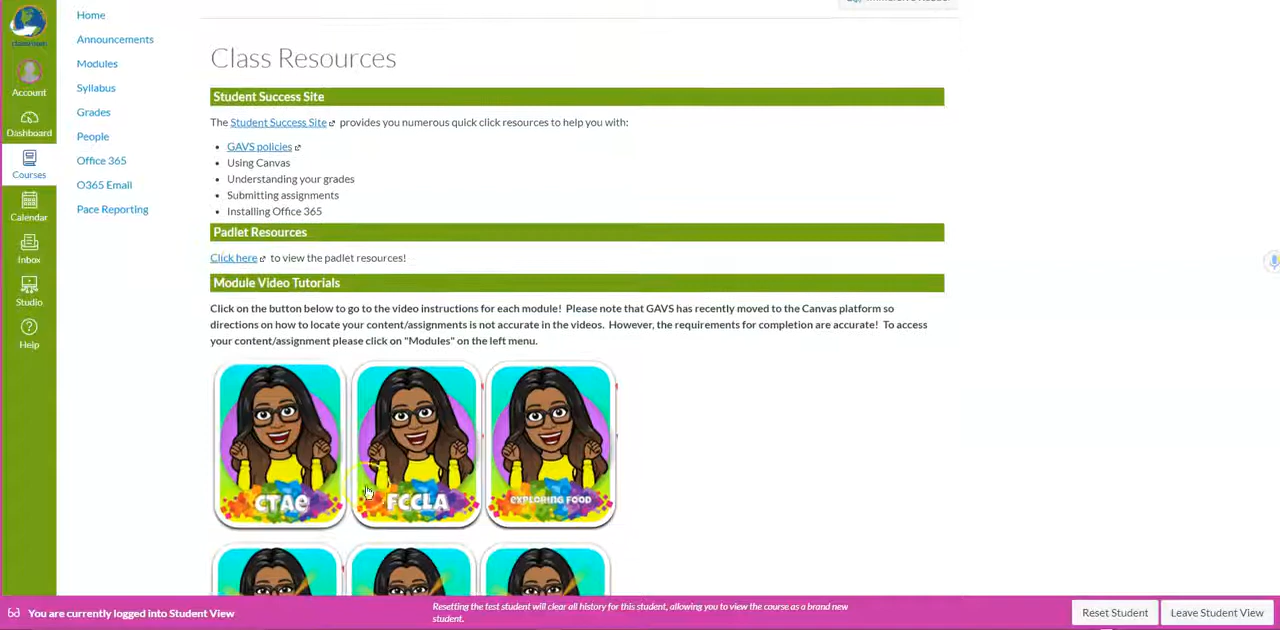 Home
Announcements
Modules
Syllabus
Grades
People
Office 365
O365 Email
Pace Reporting
classroom
Account
Dashboard
Courses
Calendar
Inbox
Studio
Help
Class Resources
Student Success Site
The Student Success Site provides you numerous quick click resources to help you with:
• GAVS policies
• Using Canvas
• Understanding your grades
• Submitting assignments
• Installing Office 365
Padlet Resources
Click here to view the padlet resources!
Module Video Tutorials
Click on the button below to go to the video instructions for each module! Please note that GAVS has recently moved to the Canvas platform so
directions on how to locate your content/assignments is not accurate in the videos. However, the requirements for completion are accurate! To access
your content/assignment please click on "Modules" on the left menu.
CTAE
FCCLA
EXPLORING FOOD
You are currently logged into Student View
Resetting the test student will clear all history for this student, allowing you to view the course as a brand new
student.
Reset Student
Leave Student View